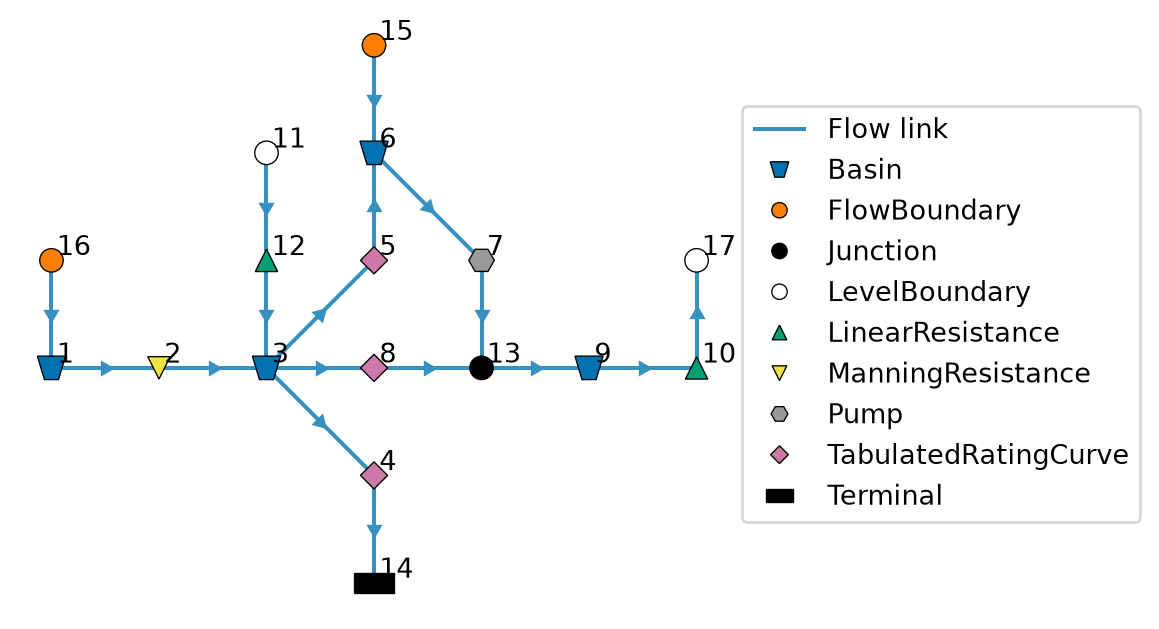 15
11
6
16
12
5
7
17
1
2
3
8
13
9
10
4
14
Flow link
Basin
FlowBoundary
Junction
LevelBoundary
LinearResistance
ManningResistance
Pump
TabulatedRatingCurve
Terminal